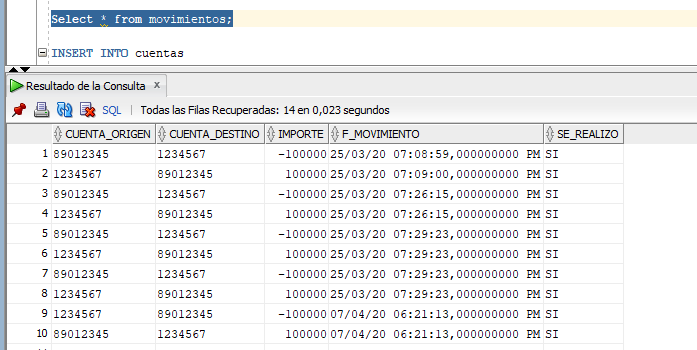 Select * from movimientos;
INSERT INTO cuentas
Resultado de la Consulta x
SQL | Todas las Filas Recuperadas: 14 en 0,023 segundos
CUENTA_ORIGEN CUENTA_DESTINO IMPORTE F_MOVIMIENTO SE_REALIZO
1 89012345 1234567 -100000 25/03/20 07:08:59,000000000 PM SI
2 1234567 89012345 100000 25/03/20 07:09:00,000000000 PM SI
3 89012345 1234567 -100000 25/03/20 07:26:15,000000000 PM SI
4 1234567 89012345 100000 25/03/20 07:26:15,000000000 PM SI
5 89012345 1234567 -100000 25/03/20 07:29:23,000000000 PM SI
6 1234567 89012345 100000 25/03/20 07:29:23,000000000 PM SI
7 89012345 1234567 -100000 25/03/20 07:29:23,000000000 PM SI
8 1234567 89012345 100000 25/03/20 07:29:23,000000000 PM SI
9 1234567 89012345 -100000 07/04/20 06:21:13,000000000 PM SI
10 89012345 1234567 100000 07/04/20 06:21:13,000000000 PM SI